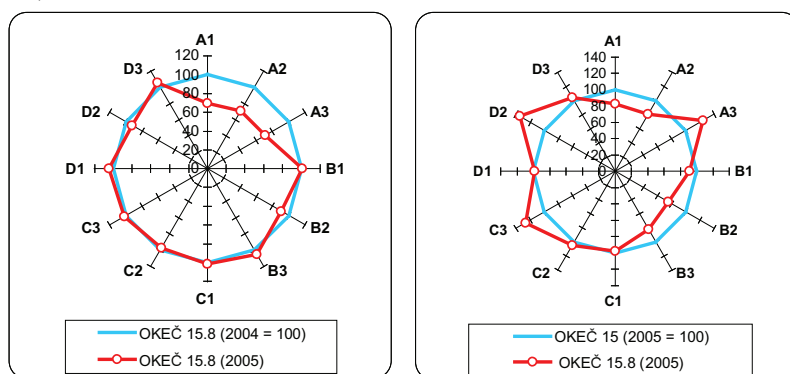 A1
120
100
80
60
40
20
0
A2
A3
B1
B2
B3
C1
C2
C3
D1
D2
D3
OKEČ 15.8 (2004 = 100)
OKEČ 15.8 (2005)
A1
140
120
100
80
60
40
20
0
A2
A3
B1
B2
B3
C1
C2
C3
D1
D2
D3
OKEČ 15 (2005 = 100)
OKEČ 15.8 (2005)